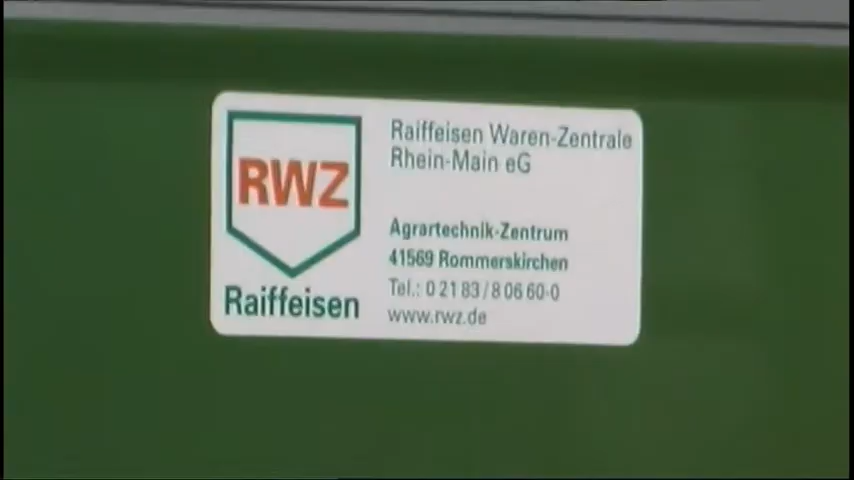 RWZ
Raiffeisen
Raiffeisen Waren-Zentrale
Rhein-Main eG
Agrartechnik-Zentrum
41569 Rommerskirchen
Tel.: 0 21 83 / 8 06 60-0
www.rwz.de